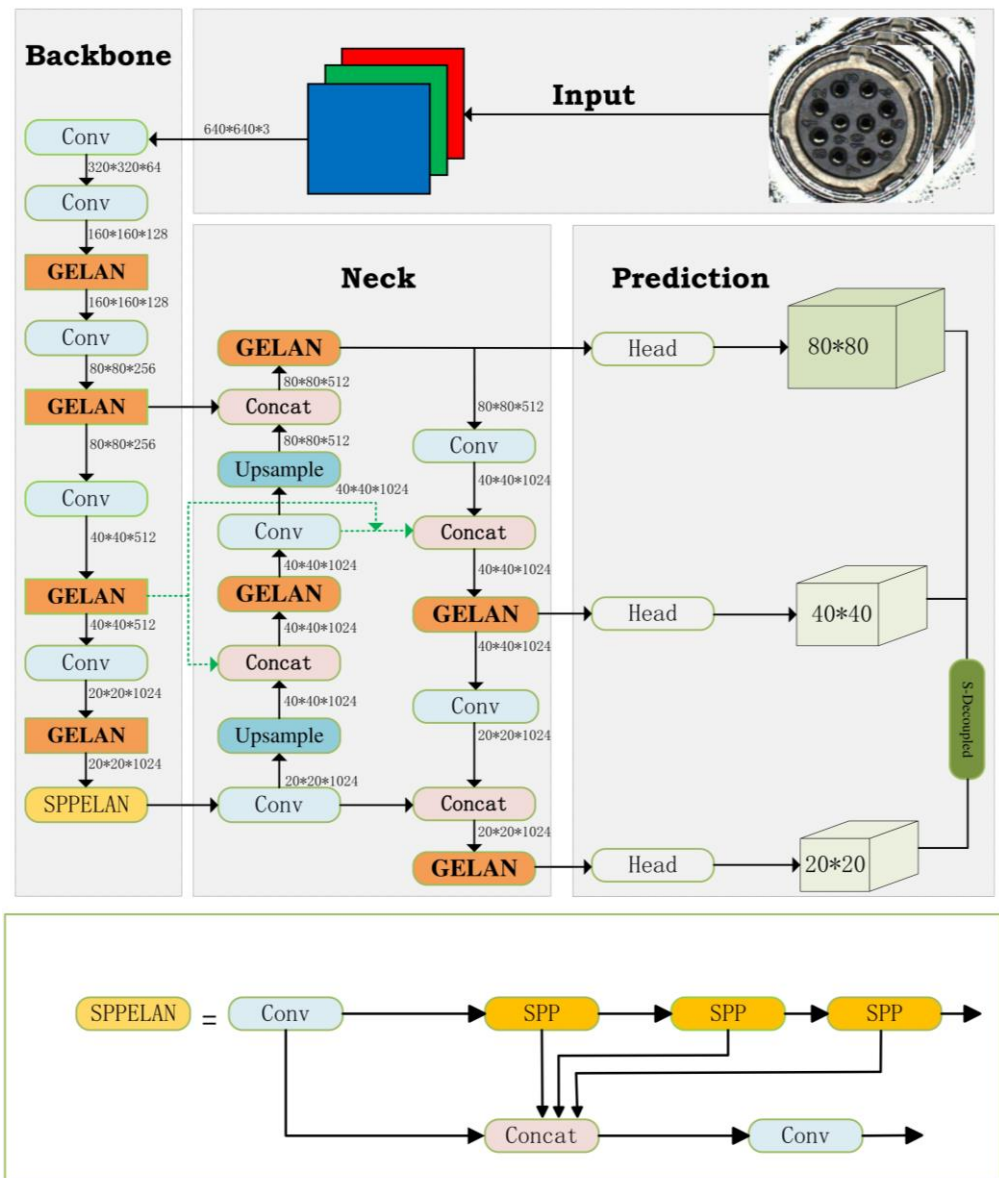 Backbone
Input
640*640*3
Conv
320*320*64
Conv
160*160*128
GELAN
160*160*128
Conv
80*80*256
GELAN
80*80*256
Conv
40*40*512
GELAN
40*40*512
Conv
20*20*1024
GELAN
20*20*1024
SPPELAN
Neck
GELAN
80*80*512
Concat
80*80*512
Upsample
40*40*1024
Conv
40*40*1024
GELAN
40*40*1024
Concat
40*40*1024
Upsample
20*20*1024
Conv
80*80*512
Conv
40*40*1024
Concat
40*40*1024
GELAN
40*40*1024
Conv
20*20*1024
Concat
20*20*1024
GELAN
Prediction
Head
80*80
Head
40*40
S-Decoupled
Head
20*20
SPPELAN = Conv SPP SPP SPP
Concat Conv